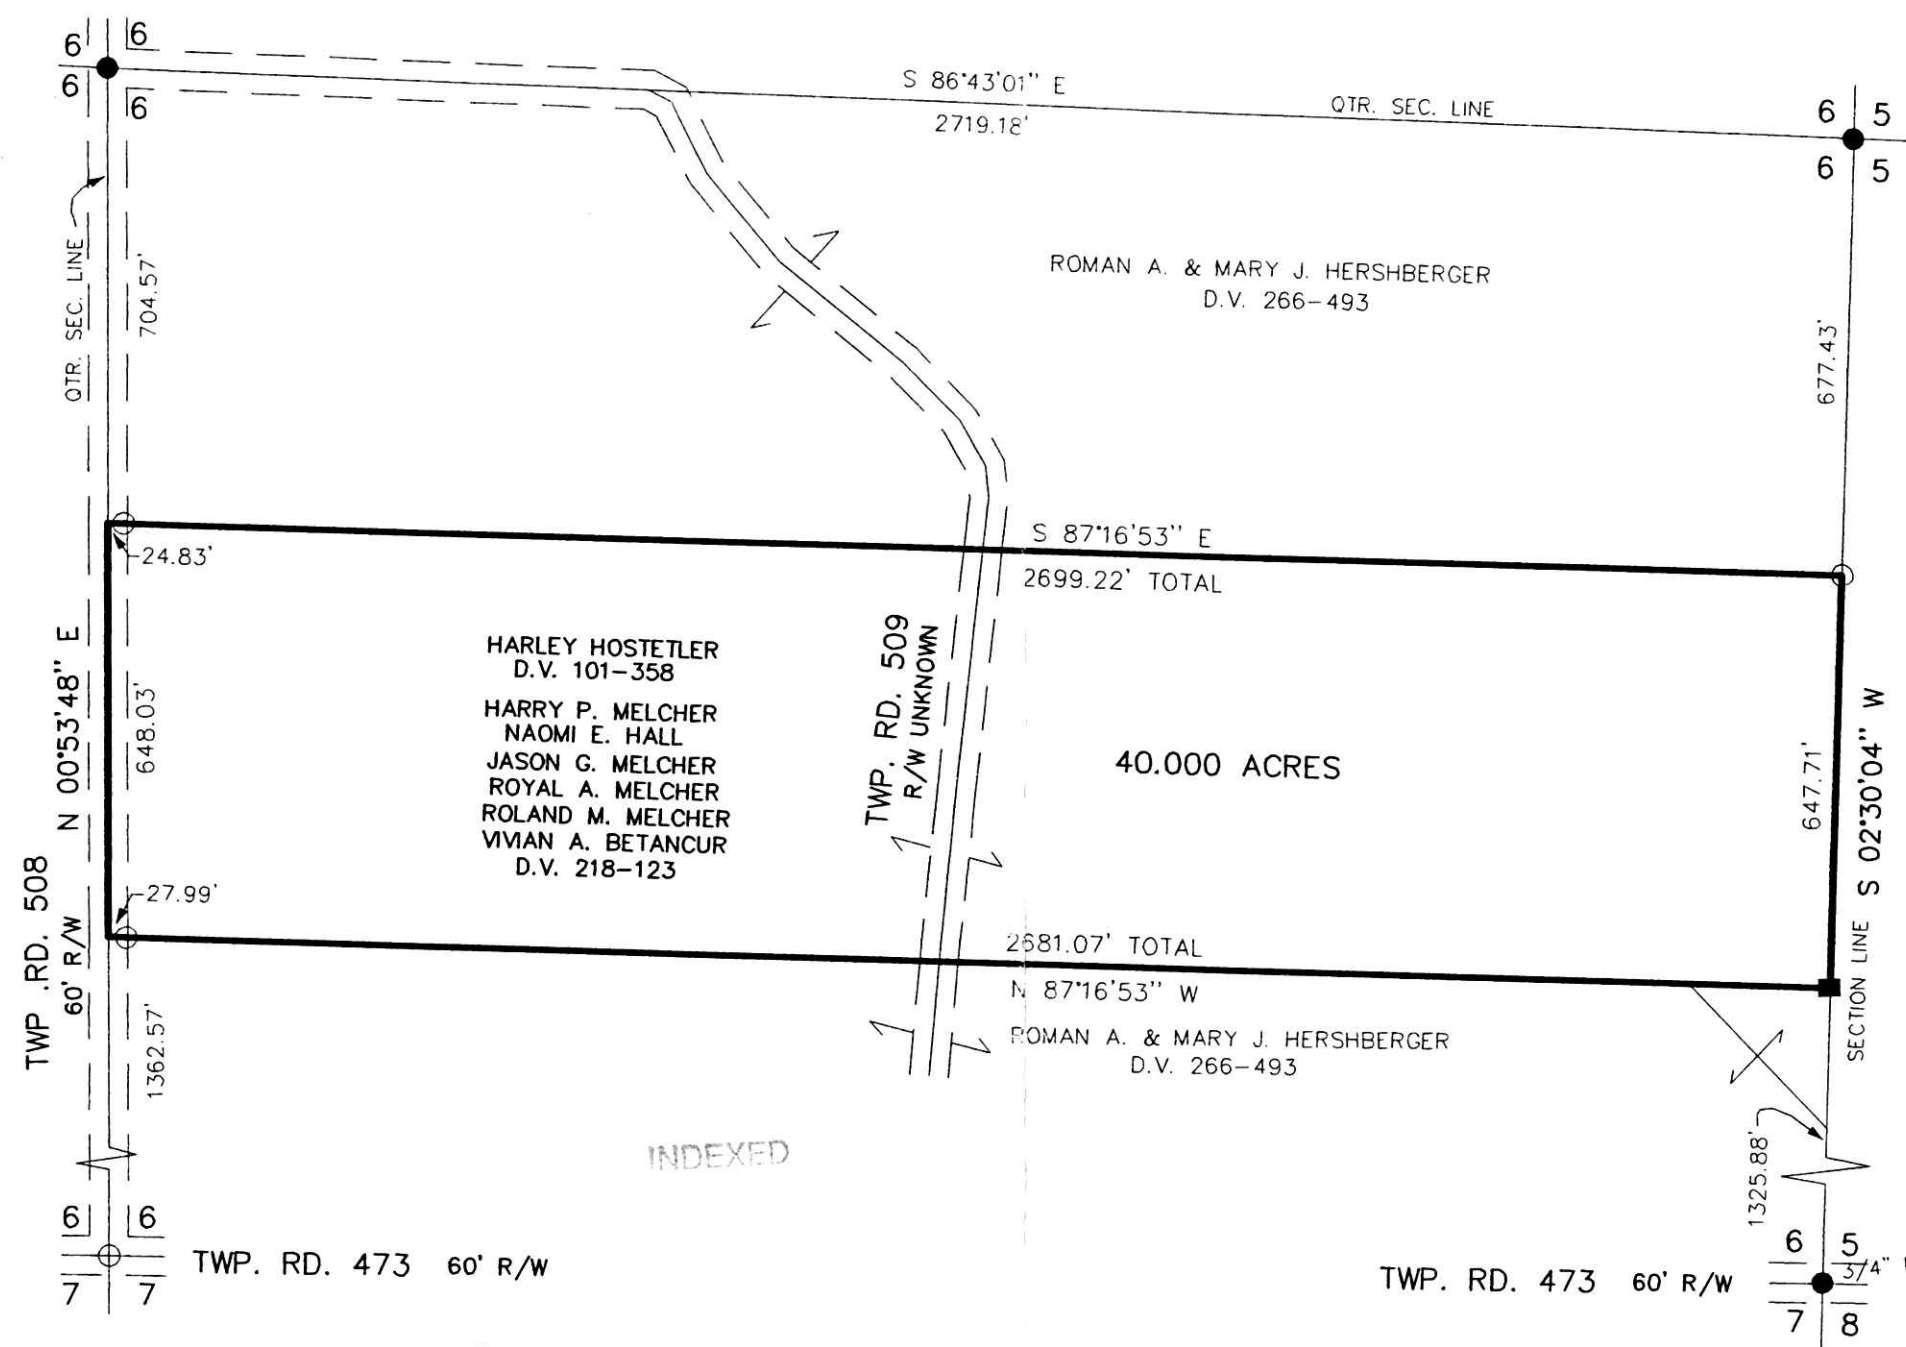 6 6
6 6
S 86°43'01" E
2719.18'
QTR. SEC. LINE
6 5
6 5
QTR. SEC. LINE
704.57'
ROMAN A. & MARY J. HERSHBERGER
D.V. 266-493
677.43'
24.83'
S 87°16'53" E
2699.22' TOTAL
N 00°53'48" E
648.03'
HARLEY HOSTETLER
D.V. 101-358
HARRY P. MELCHER
NAOMI E. HALL
JASON G. MELCHER
ROYAL A. MELCHER
ROLAND M. MELCHER
VIVIAN A. BETANCUR
D.V. 218-123
TWP. RD. 509
R/W UNKNOWN
40.000 ACRES
647.71'
S 02°30'04" W
SECTION LINE
27.99'
TWP .RD. 508
60' R/W
2681.07' TOTAL
N 87°16'53" W
ROMAN A. & MARY J. HERSHBERGER
D.V. 266-493
1362.57'
INDEXED
1325.88'
6 6
7 7
TWP. RD. 473 60' R/W
TWP. RD. 473 60' R/W
6 5
3/4"
7 8